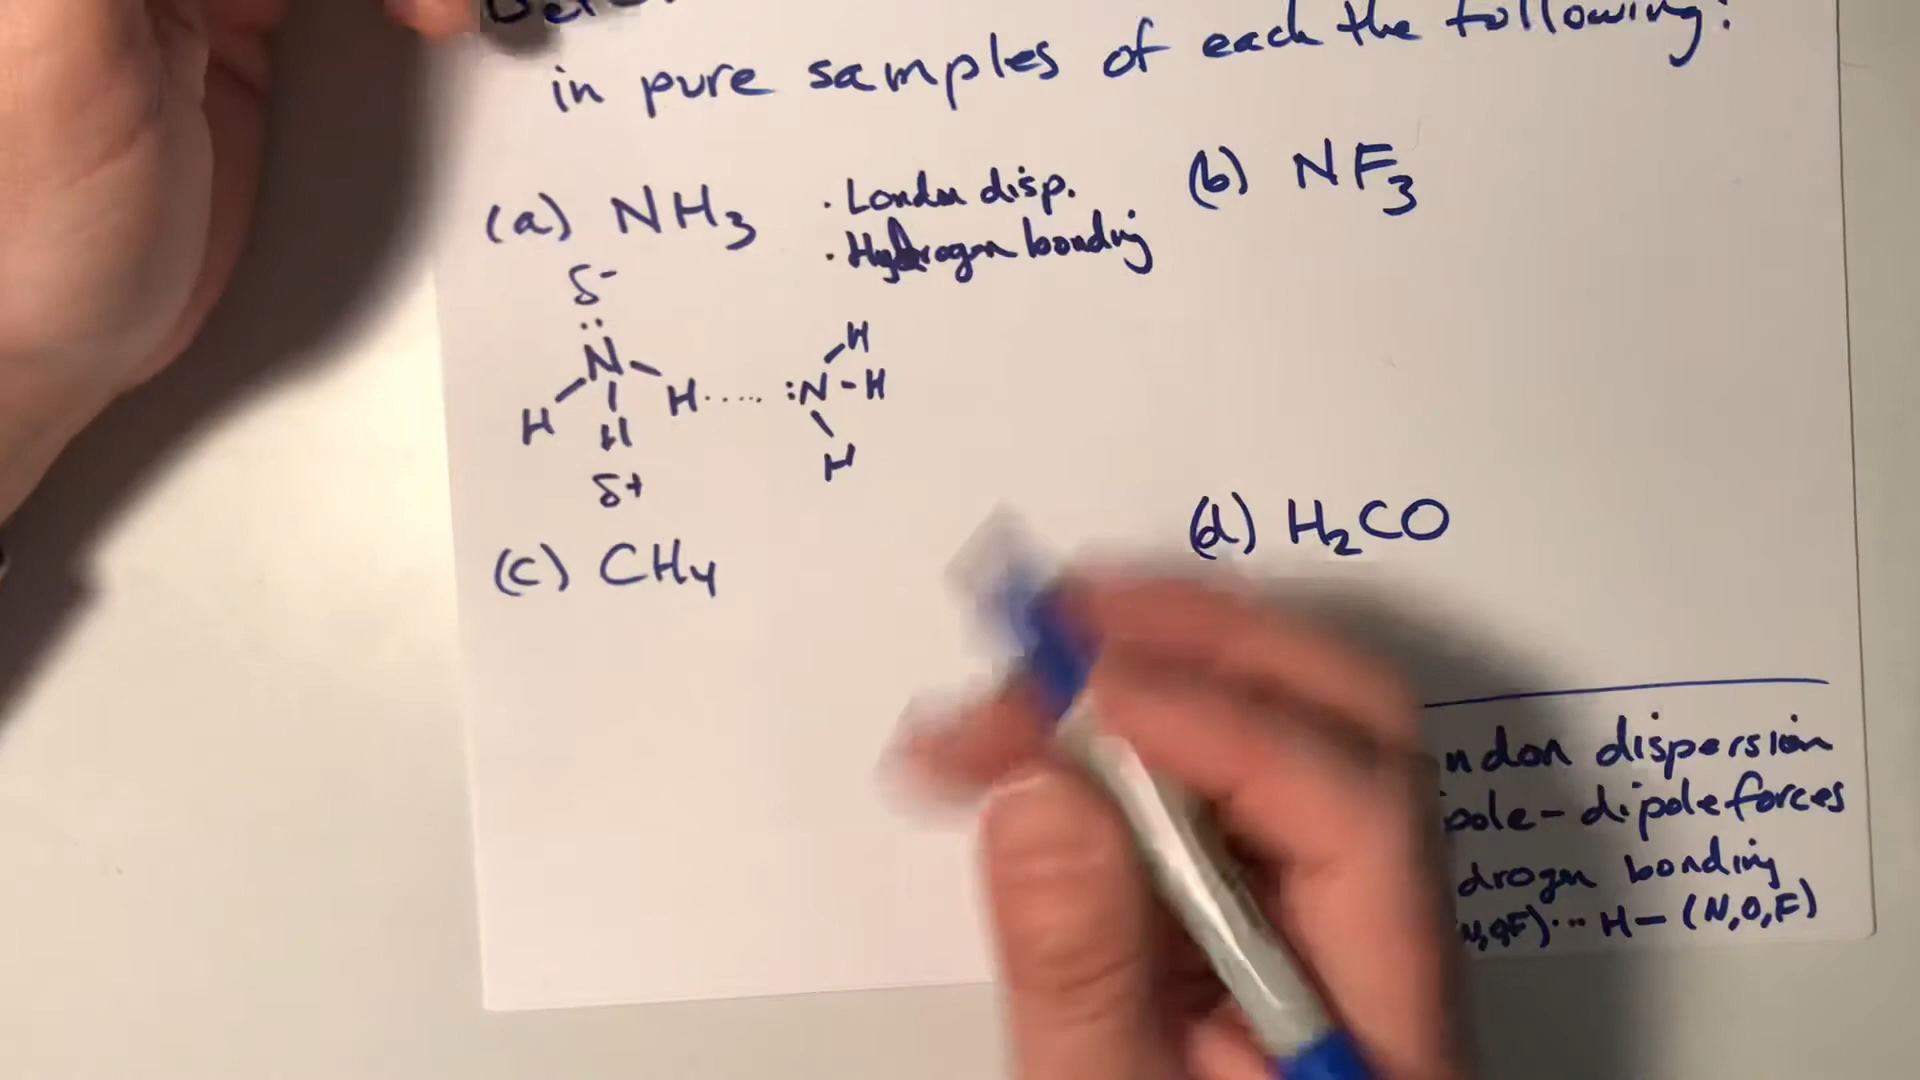 in pure samples of each the following:
(a) NH3
· London disp.
· Hydrogen bonding
δ-
N
H
H
H ..... :N - H
H
H
δ+
(b) NF3
(c) CH4
(d) H2CO
ndon dispersion
pole-dipole forces
drogen bonding
N,O,F)... H- (N,O,F)